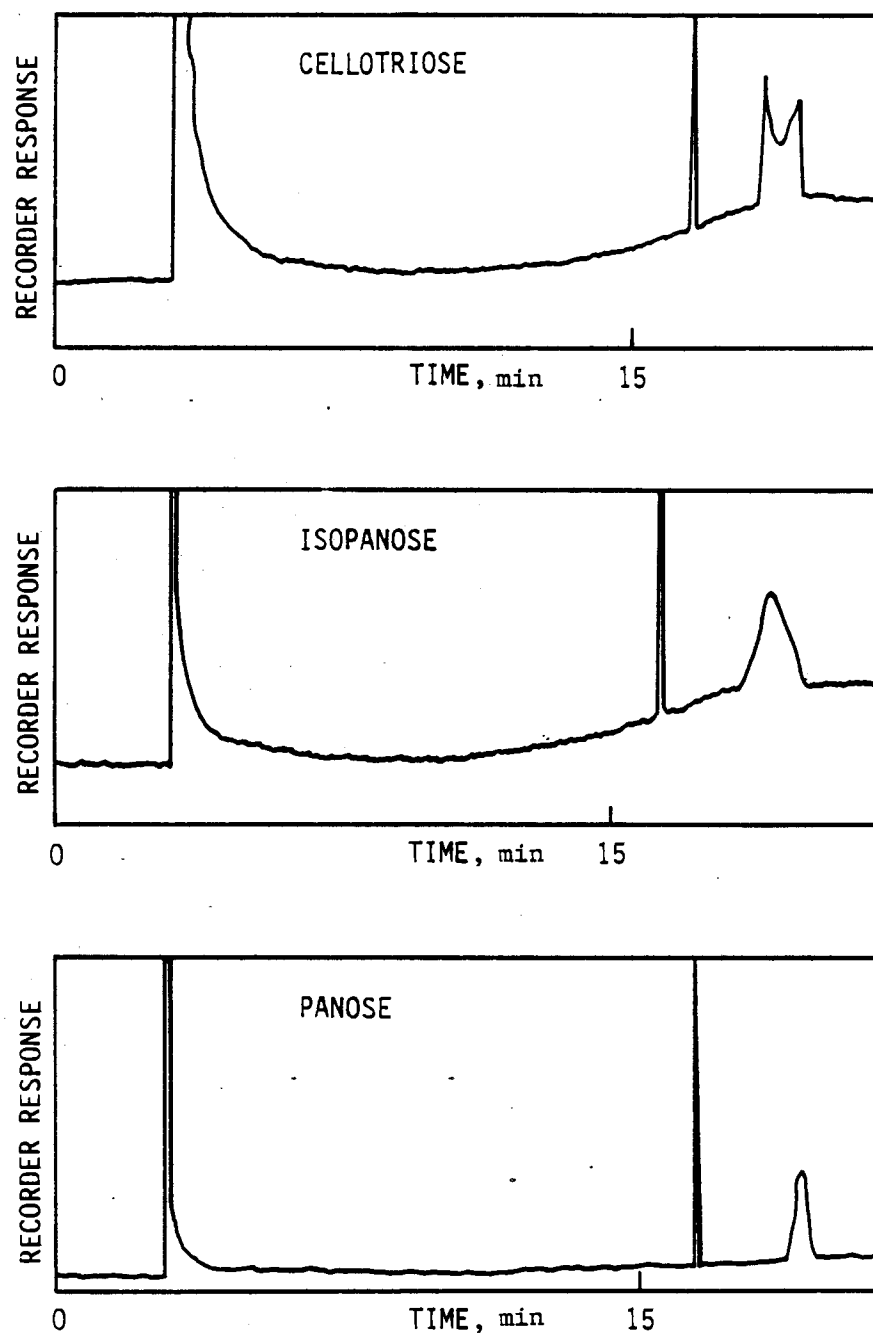 RECORDER RESPONSE
CELLOTRIOSE
0 TIME, min 15
RECORDER RESPONSE
ISOPANOSE
0 TIME, min 15
RECORDER RESPONSE
PANOSE
0 TIME, min 15